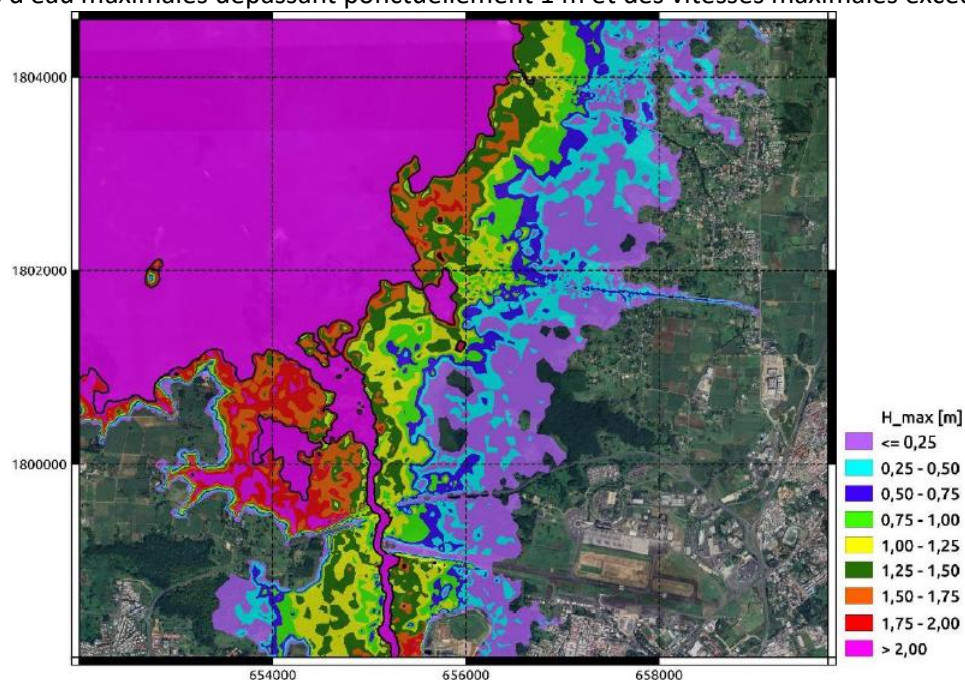 d'eau maximales dépassant ponctuellement 1 m et des vitesses maximales
1804000
1802000
1800000
654000
656000
658000
H_max [m]
<= 0,25
0,25 - 0,50
0,50 - 0,75
0,75 - 1,00
1,00 - 1,25
1,25 - 1,50
1,50 - 1,75
1,75 - 2,00
> 2,00